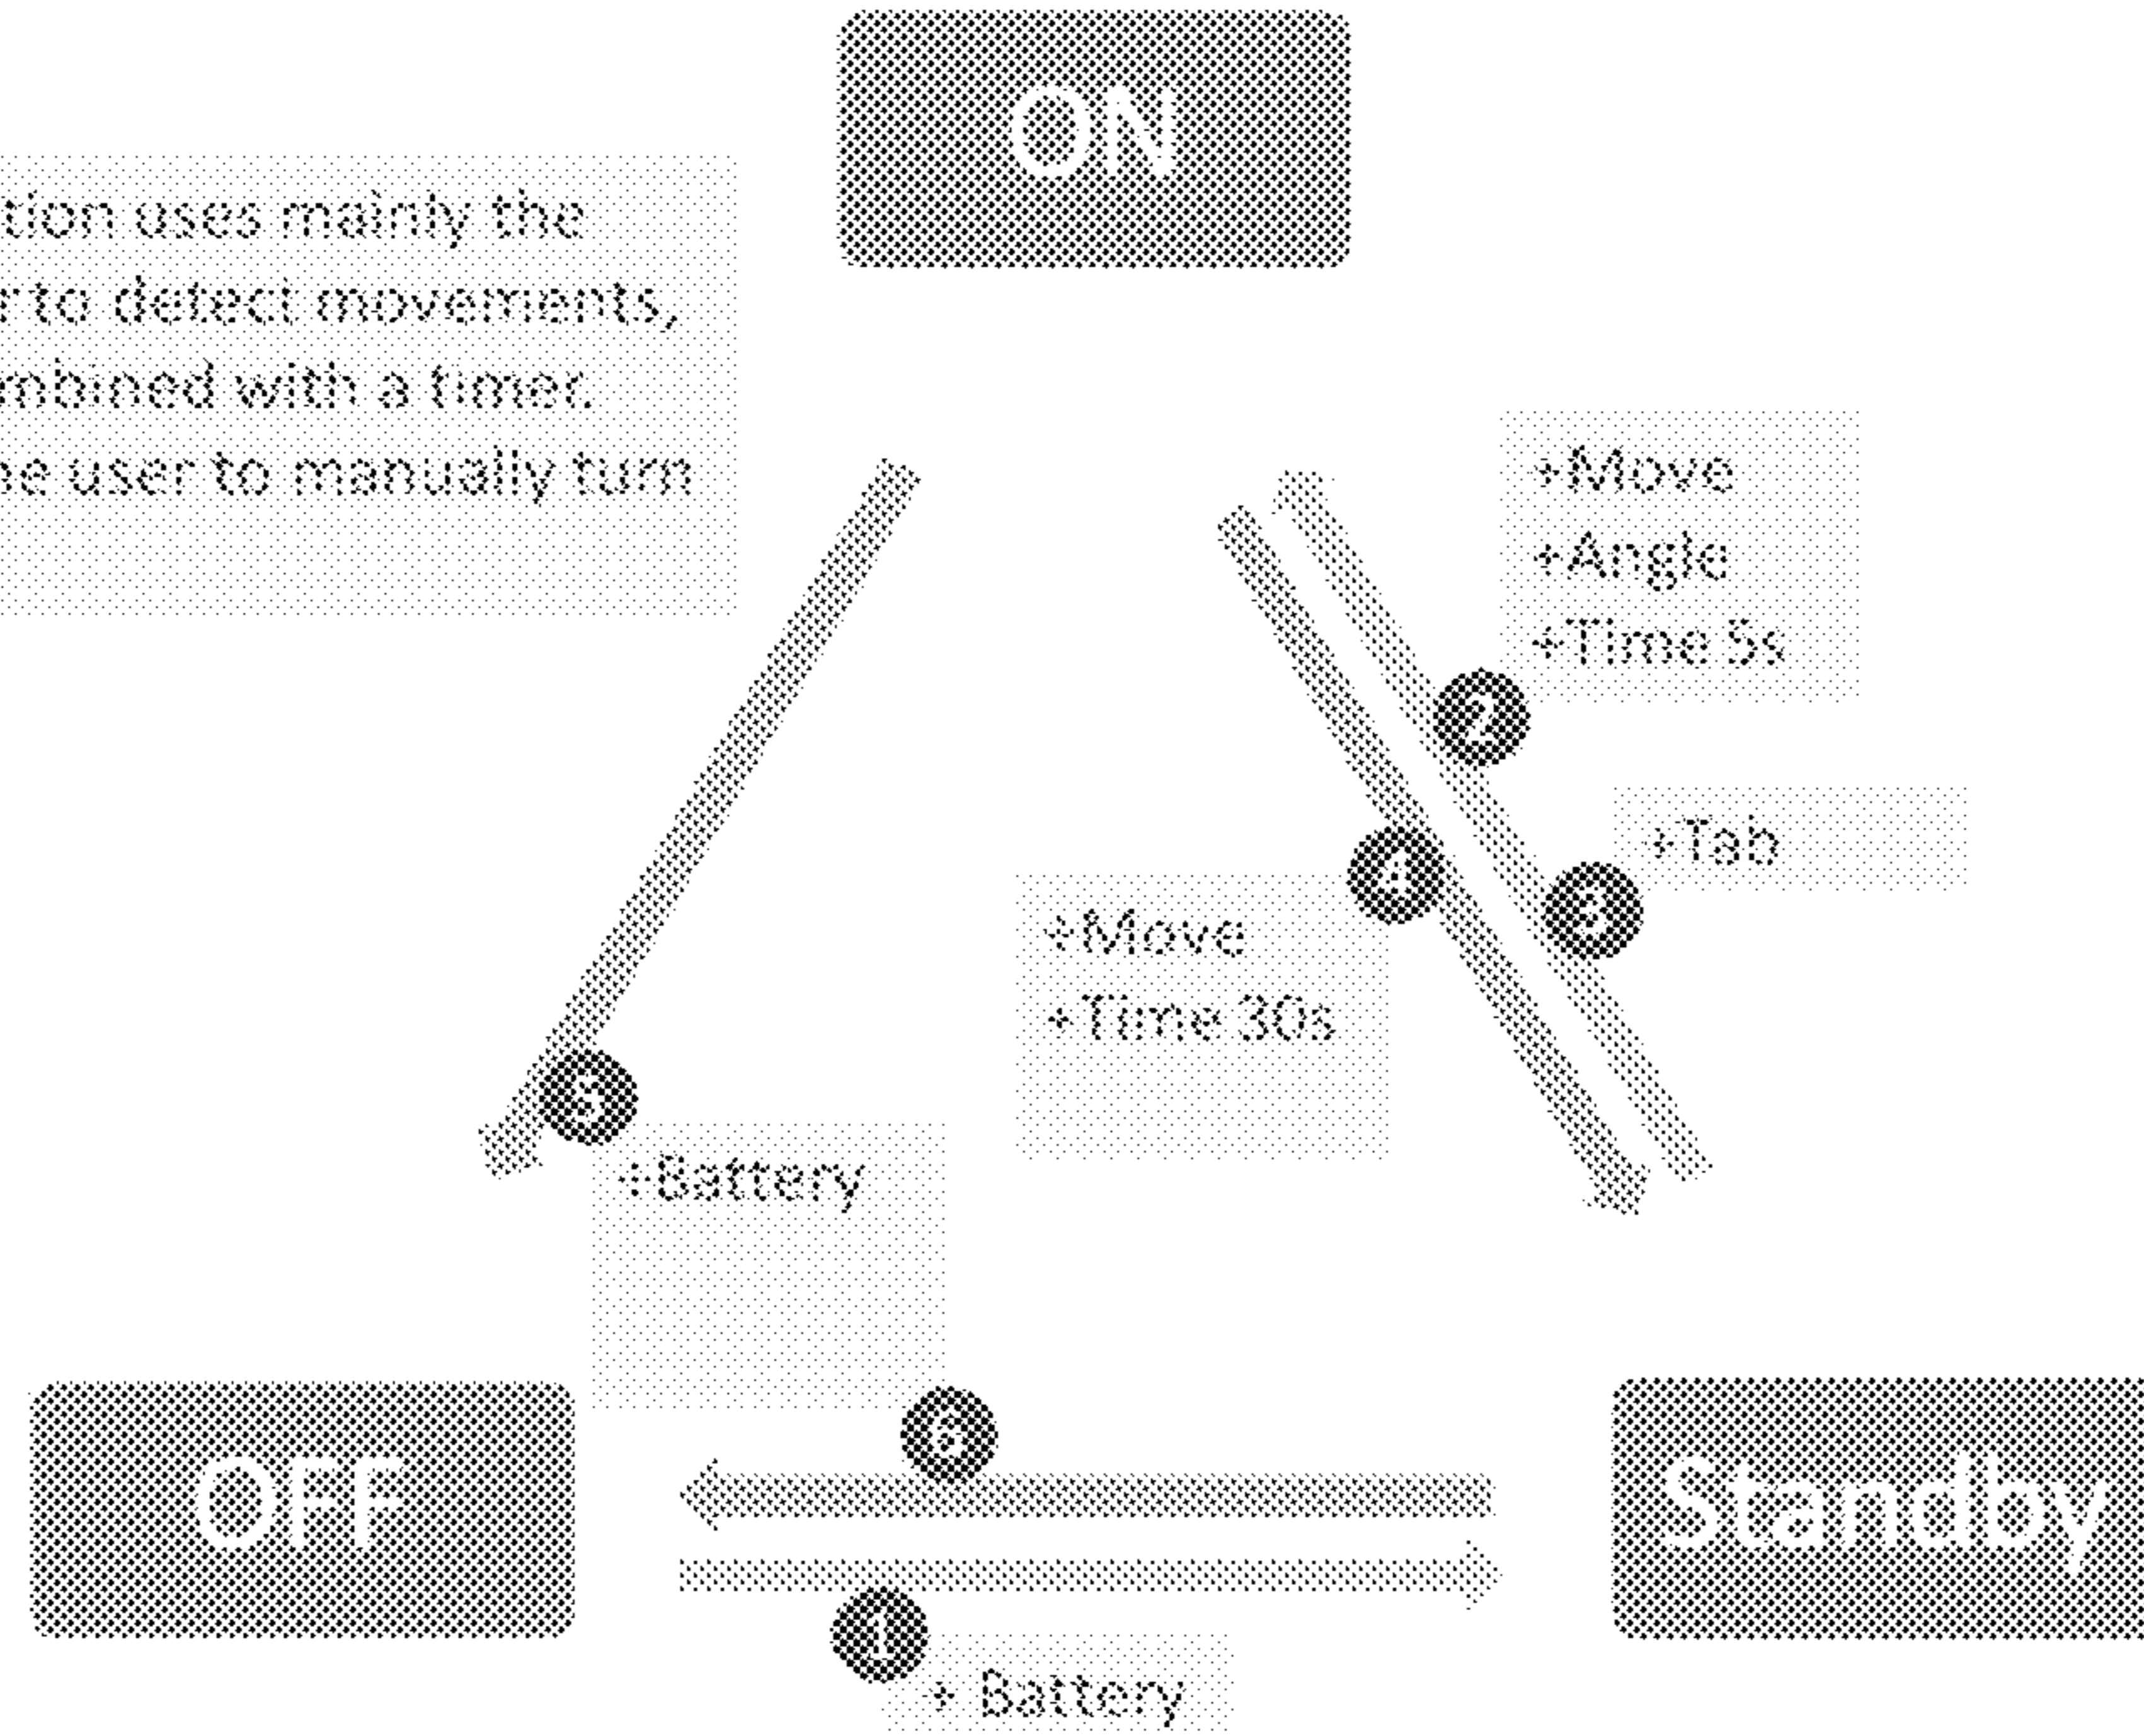 ON
tion uses mainly the
r to detect movements,
mbined with a timer.
ne user to manually turn
+Move
+Angle
+Time 5s
2
+Tab
3
4
+Move
+Time 30s
5
+Battery
6
OFF
Standby
1
+ Battery